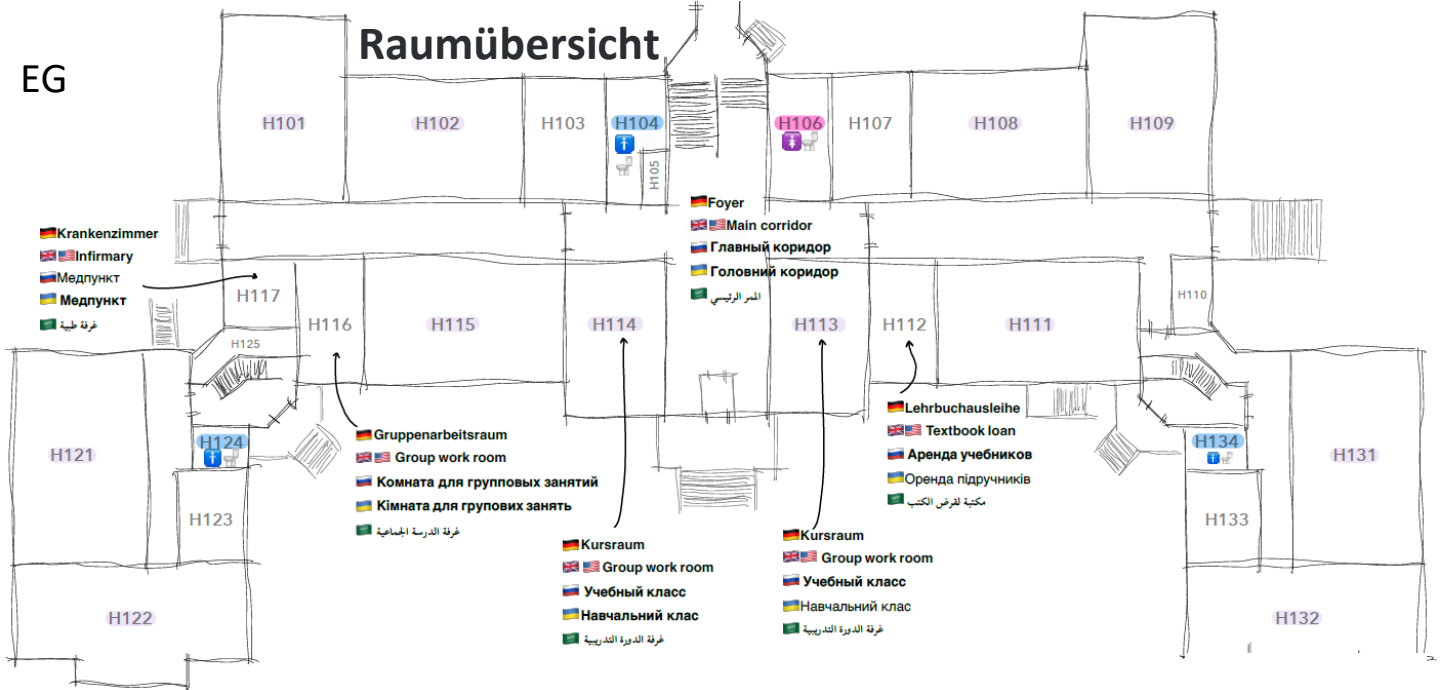 Raumübersicht
EG
H101
H102
H103
H104
H105
H106
H107
H108
H109
Foyer
Main corridor
Главный коридор
Головний коридор
الممر الرئيسي
Krankenzimmer
Infirmary
Медпункт
Медпункт
غرفة طبية
H117
H116
H115
H114
H113
H112
H111
H110
H125
H121
H124
H123
H122
Gruppenarbeitsraum
Group work room
Комната для групповых занятий
Кімната для групових занять
غرفة الدرسة الجماعية
Kursraum
Group work room
Учебный класс
Навчальний клас
غرفة الدورة التدريبية
Kursraum
Group work room
Учебный класс
Навчальний клас
غرفة الدورة التدريبية
Lehrbuchausleihe
Textbook loan
Аренда учебников
Оренда підручників
مكتبة لقرض الكتب
H134
H131
H133
H132